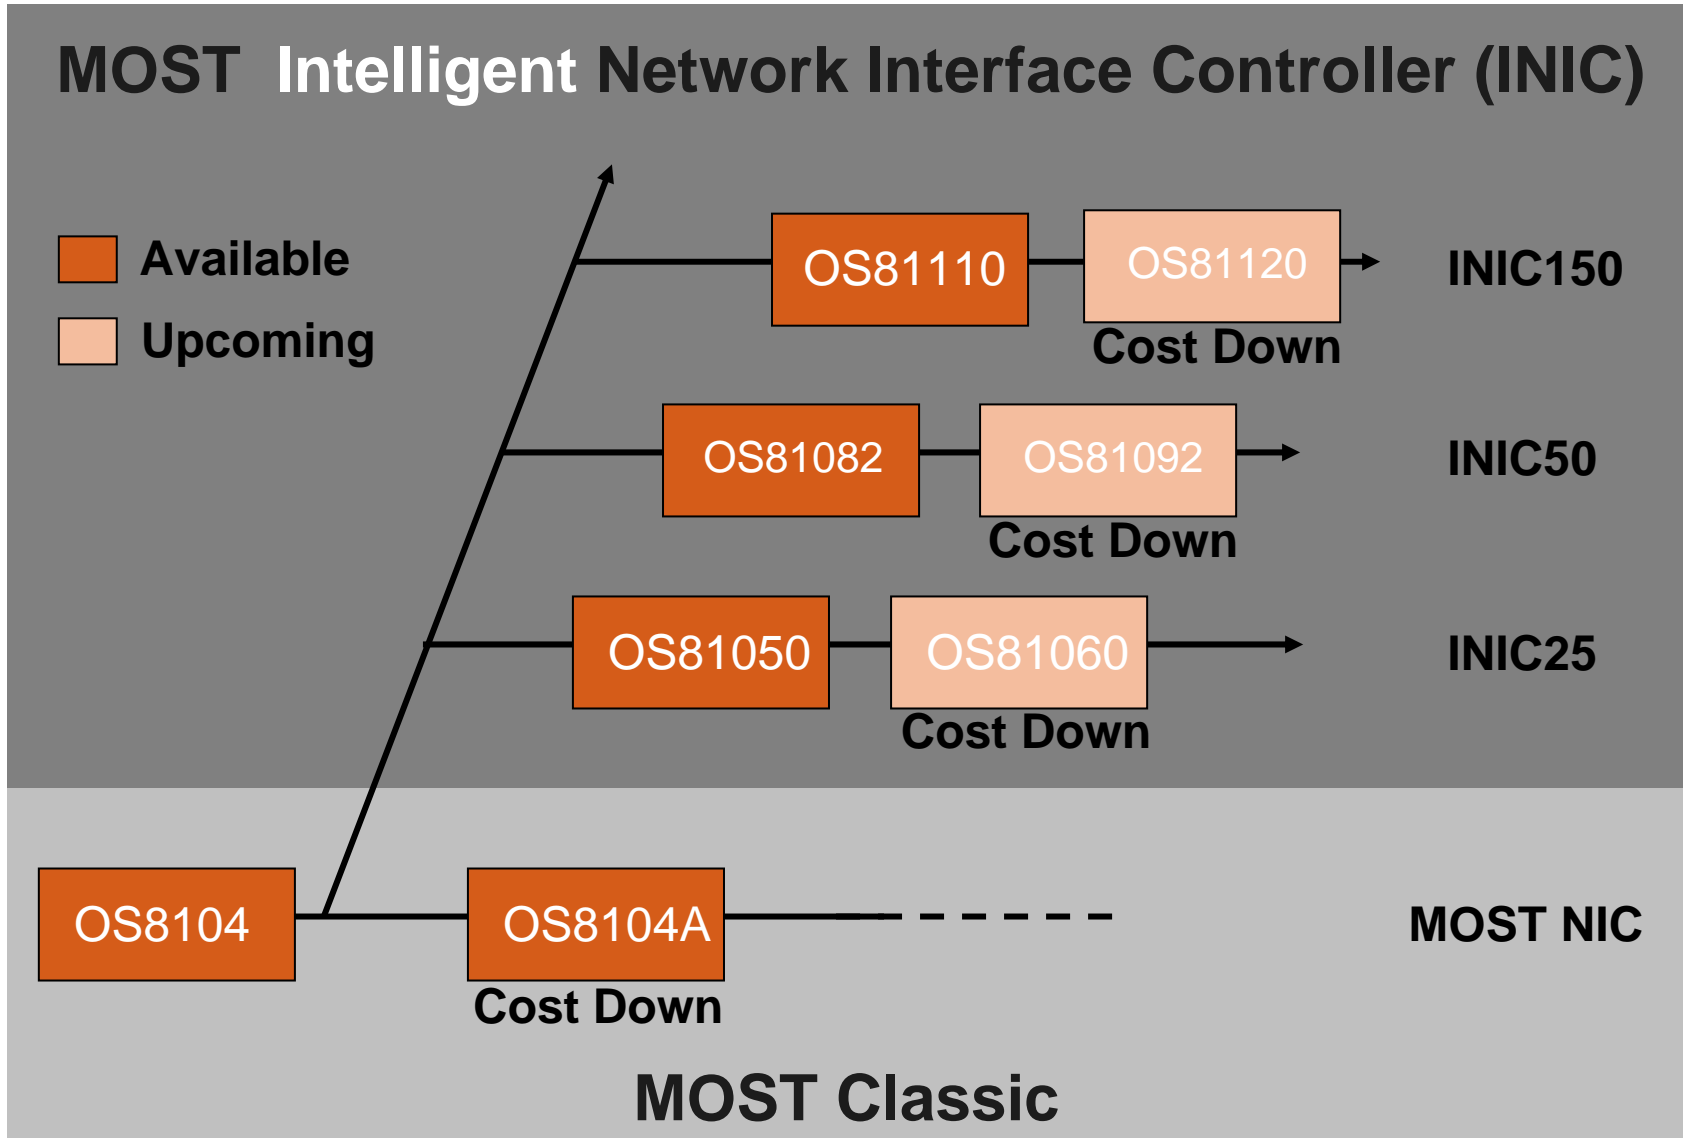 MOST Intelligent Network Interface Controller (INIC)
Available
Upcoming
OS81110
OS81120
INIC150
Cost Down
OS81082
OS81092
INIC50
Cost Down
OS81050
OS81060
INIC25
Cost Down
OS8104
OS8104A
MOST NIC
Cost Down
MOST Classic